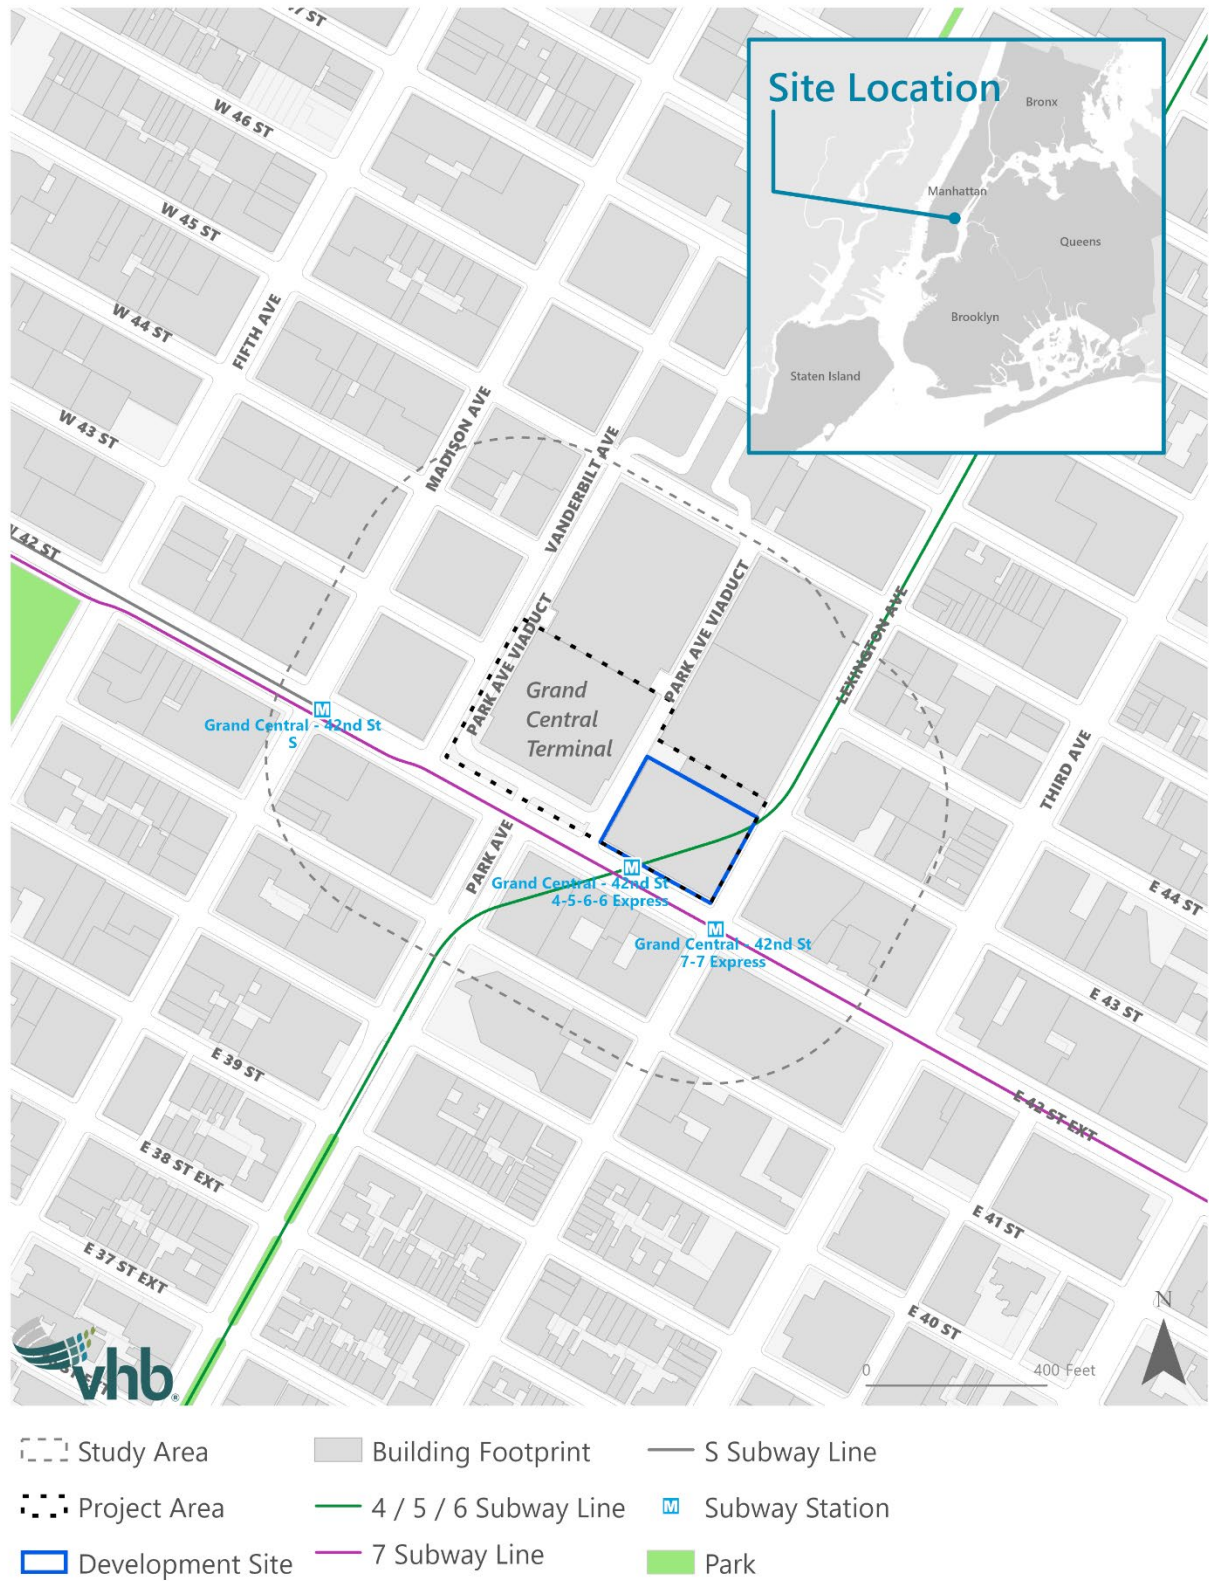 W 46 ST
W 45 ST
W 44 ST
W 43 ST
W 42 ST
FIFTH AVE
MADISON AVE
VANDERBILT AVE
PARK AVE VIADUCT
PARK AVE VIADUCT
LEXINGTON AVE
THIRD AVE
PARK AVE
Site Location
Bronx
Manhattan
Queens
Brooklyn
Staten Island
Grand
Central
Terminal
Grand Central - 42nd St
S
Grand Central - 42nd St
4-5-6-6 Express
Grand Central - 42nd St
7-7 Express
E 44 ST
E 43 ST
E 42 ST EXT
E 41 ST
E 40 ST
E 39 ST
E 38 ST EXT
E 37 ST EXT
M
M
M
N
0
400 Feet
vhb®
Study Area
Building Footprint
S Subway Line
Project Area
4 / 5 / 6 Subway Line
M
Subway Station
Development Site
7 Subway Line
Park